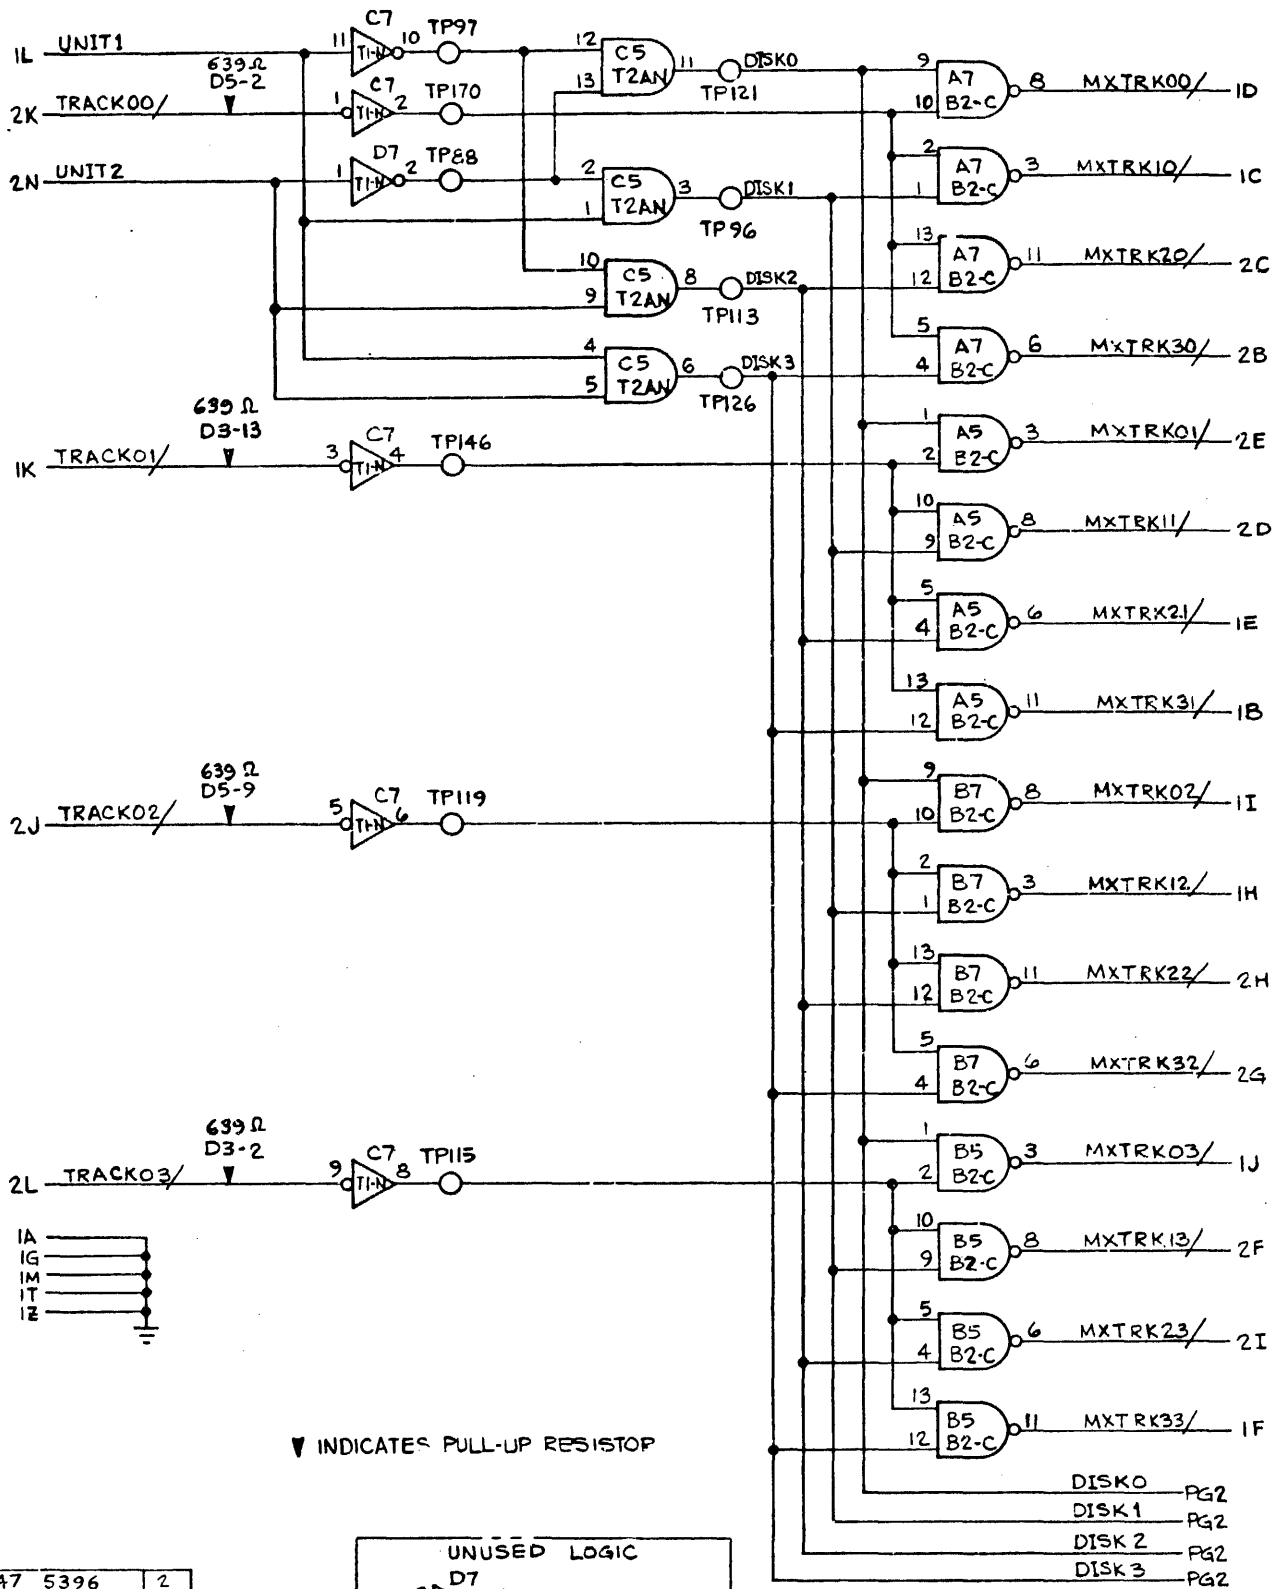 C7
1L UNIT1 11 T1-N 10 TP97
639Ω
D5-2
C7
2K TRACK00/ 1 T1-N 2 TP170
D7
2N UNIT2 1 T1-N 2 TP88
12 C5 11 DISK0
13 T2AN TP121
2 C5 3 DISK1
1 T2AN TP96
10 C5 8 DISK2
9 T2AN TP113
4 C5 6 DISK3
5 T2AN TP126
9 A7 8 MXTRK00/ 1D
10 B2-C
2 A7 3 MXTRK10/ 1C
1 B2-C
13 A7 11 MXTRK20/ 2C
12 B2-C
5 A7 6 MXTRK30/ 2B
4 B2-C
639Ω
D3-13
C7
1K TRACK01/ 3 T1-N 4 TP146
1 A5 3 MXTRK01/ 2E
2 B2-C
10 A5 8 MXTRK11/ 2D
9 B2-C
5 A5 6 MXTRK21/ 1E
4 B2-C
13 A5 11 MXTRK31/ 1B
12 B2-C
639Ω
D5-9
C7
2J TRACK02/ 5 T1-N 6 TP119
9 B7 8 MXTRK02/ 1I
10 B2-C
2 B7 3 MXTRK12/ 1H
1 B2-C
13 B7 11 MXTRK22/ 2H
12 B2-C
5 B7 6 MXTRK32/ 2G
4 B2-C
639Ω
D3-2
C7
2L TRACK03/ 9 T1-N 8 TP115
1 B5 3 MXTRK03/ 1J
2 B2-C
10 B5 8 MXTRK13/ 2F
9 B2-C
5 B5 6 MXTRK23/ 2I
4 B2-C
13 B5 11 MXTRK33/ 1F
12 B2-C
1A
1G
1M
1T
1Z
INDICATES PULL-UP RESISTOR
DISK0 PG2
DISK1 PG2
DISK2 PG2
DISK3 PG2
UNUSED LOGIC
D7
47 5396 2